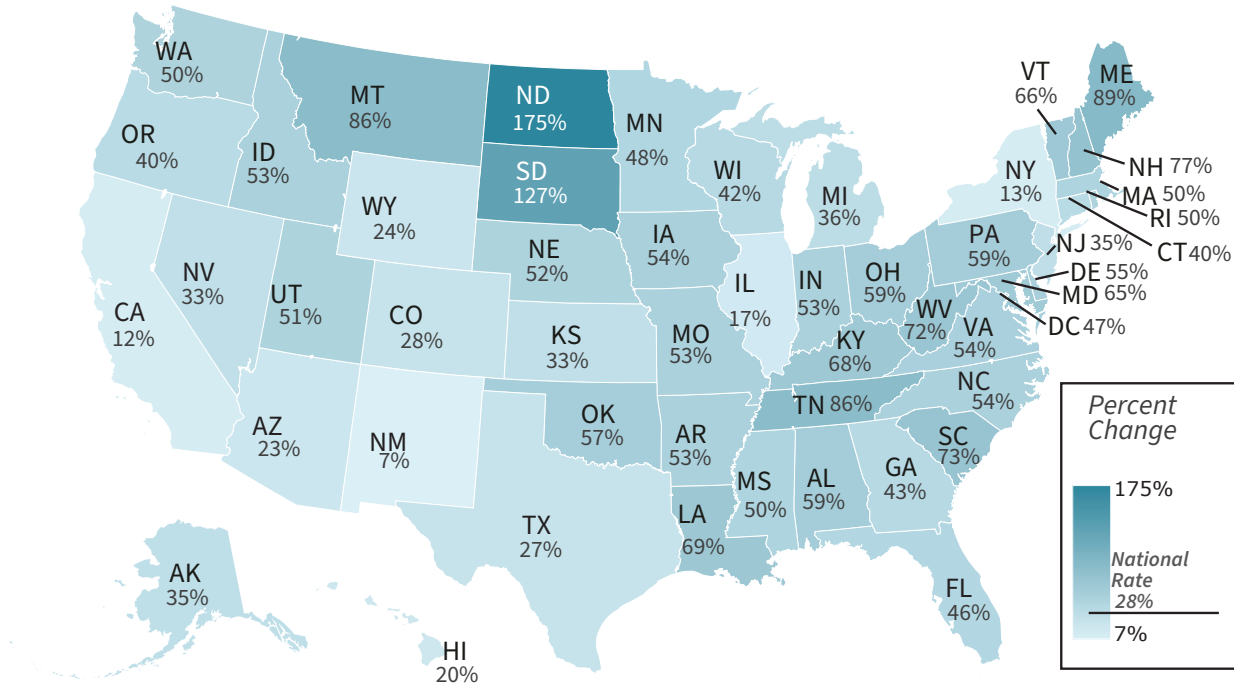 WA
50%
OR
40%
CA
12%
NV
33%
ID
53%
MT
86%
WY
24%
UT
51%
AZ
23%
CO
28%
NM
7%
ND
175%
SD
127%
NE
52%
KS
33%
OK
57%
TX
27%
MN
48%
IA
54%
MO
53%
AR
53%
LA
69%
WI
42%
IL
17%
MI
36%
IN
53%
OH
59%
KY
68%
TN 86%
MS
50%
AL
59%
GA
43%
FL
46%
SC
73%
NC
54%
VA
54%
WV
72%
PA
59%
NY
13%
VT
66%
ME
89%
NH 77%
MA 50%
RI 50%
CT 40%
NJ 35%
DE 55%
MD 65%
DC 47%
AK
35%
HI
20%
Percent
Change
175%
National
Rate
28%
7%